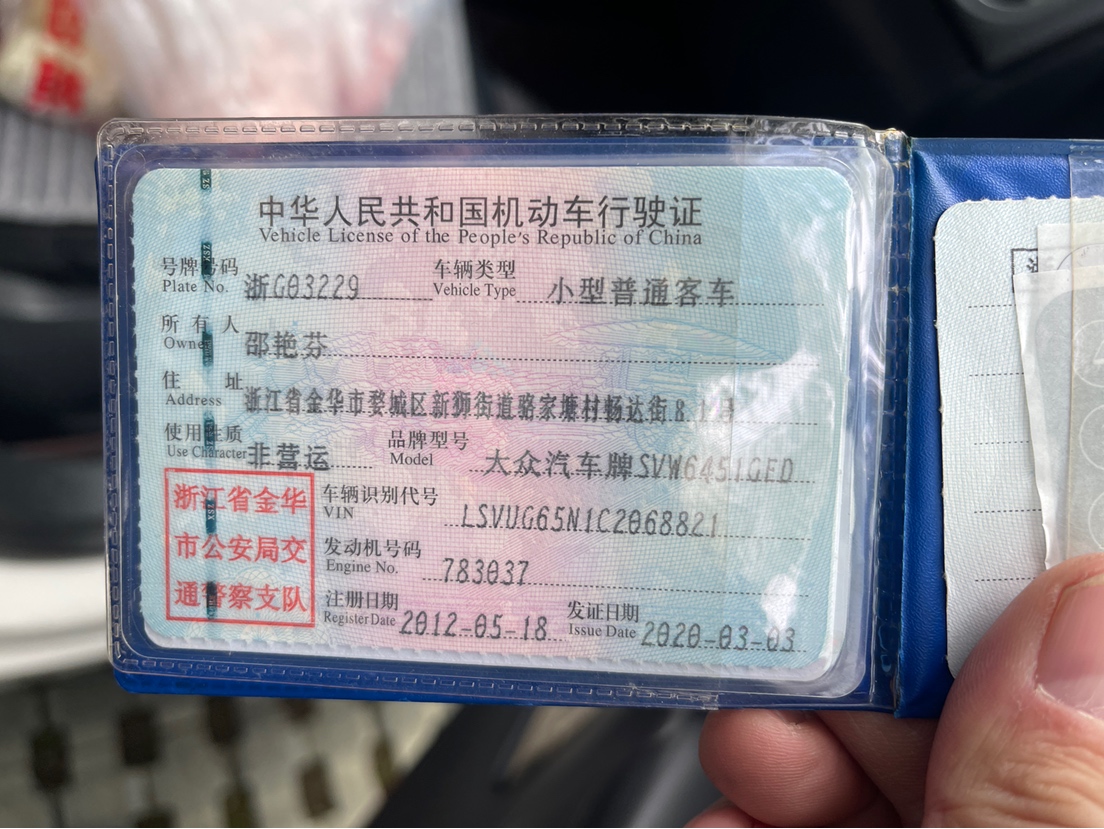 中华人民共和国机动车行驶证
Vehicle License of the People's Republic of China
号牌号码 浙G03229 车辆类型 小型普通客车
Plate No. Vehicle Type
所有人 邵艳芬
Owner
住址 浙江省金华市婺城区新狮街道骆家塘村畅达街
Address
使用性质 非营运 品牌型号 大众汽车牌SVW6451GED
Use Character Model
浙江省金华
市公安局交
通警察支队
车辆识别代号 LSVUG65N1C2068821
VIN
发动机号码 783037
Engine No.
注册日期 2012-05-18 发证日期 2020-03-03
Register Date Issue Date